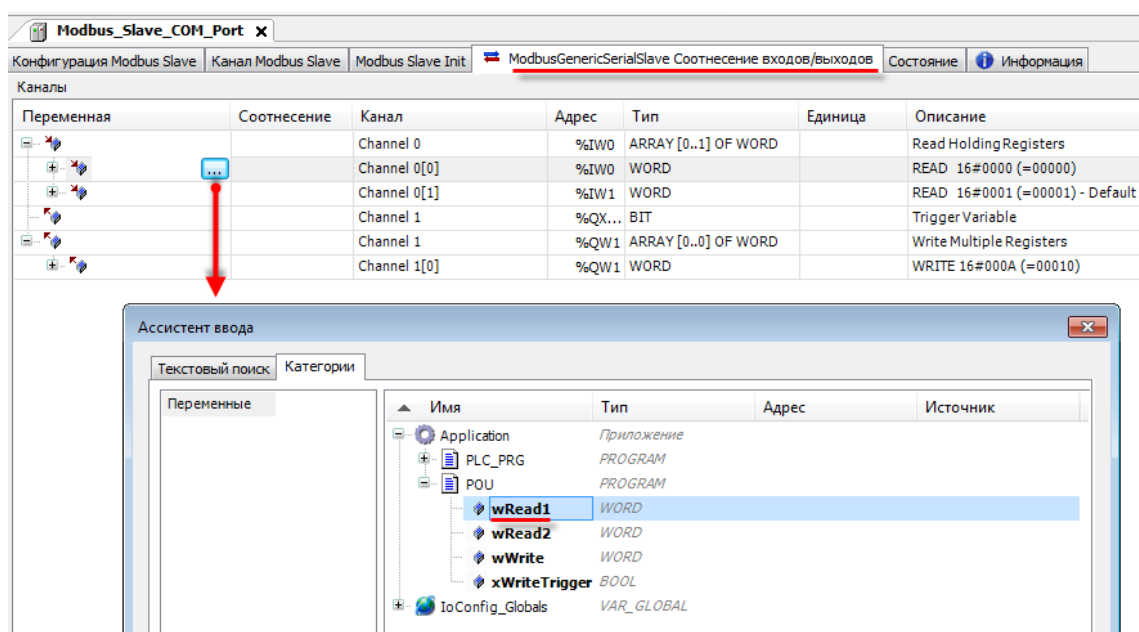 Modbus_Slave_COM_Port X
Конфигурация Modbus Slave Канал Modbus Slave Modbus Slave Init ModbusGenericSerialSlave Соотнесение входов/выходов Состояние Информация
Каналы
Переменная Соотнесение Канал Адрес Тип Единица Описание
Channel 0 %IW0 ARRAY [0..1] OF WORD Read Holding Registers
... Channel 0[0] %IW0 WORD READ 16#0000 (=00000)
Channel 0[1] %IW1 WORD READ 16#0001 (=00001) - Default
Channel 1 %QX... BIT Trigger Variable
Channel 1 %QW1 ARRAY [0..0] OF WORD Write Multiple Registers
Channel 1[0] %QW1 WORD WRITE 16#000A (=00010)
Ассистент ввода
Текстовый поиск Категории
Переменные Имя Тип Адрес Источник
Application Приложение
PLC_PRG PROGRAM
POU PROGRAM
wRead1 WORD
wRead2 WORD
wWrite WORD
xWriteTrigger BOOL
IoConfig_Globals VAR_GLOBAL